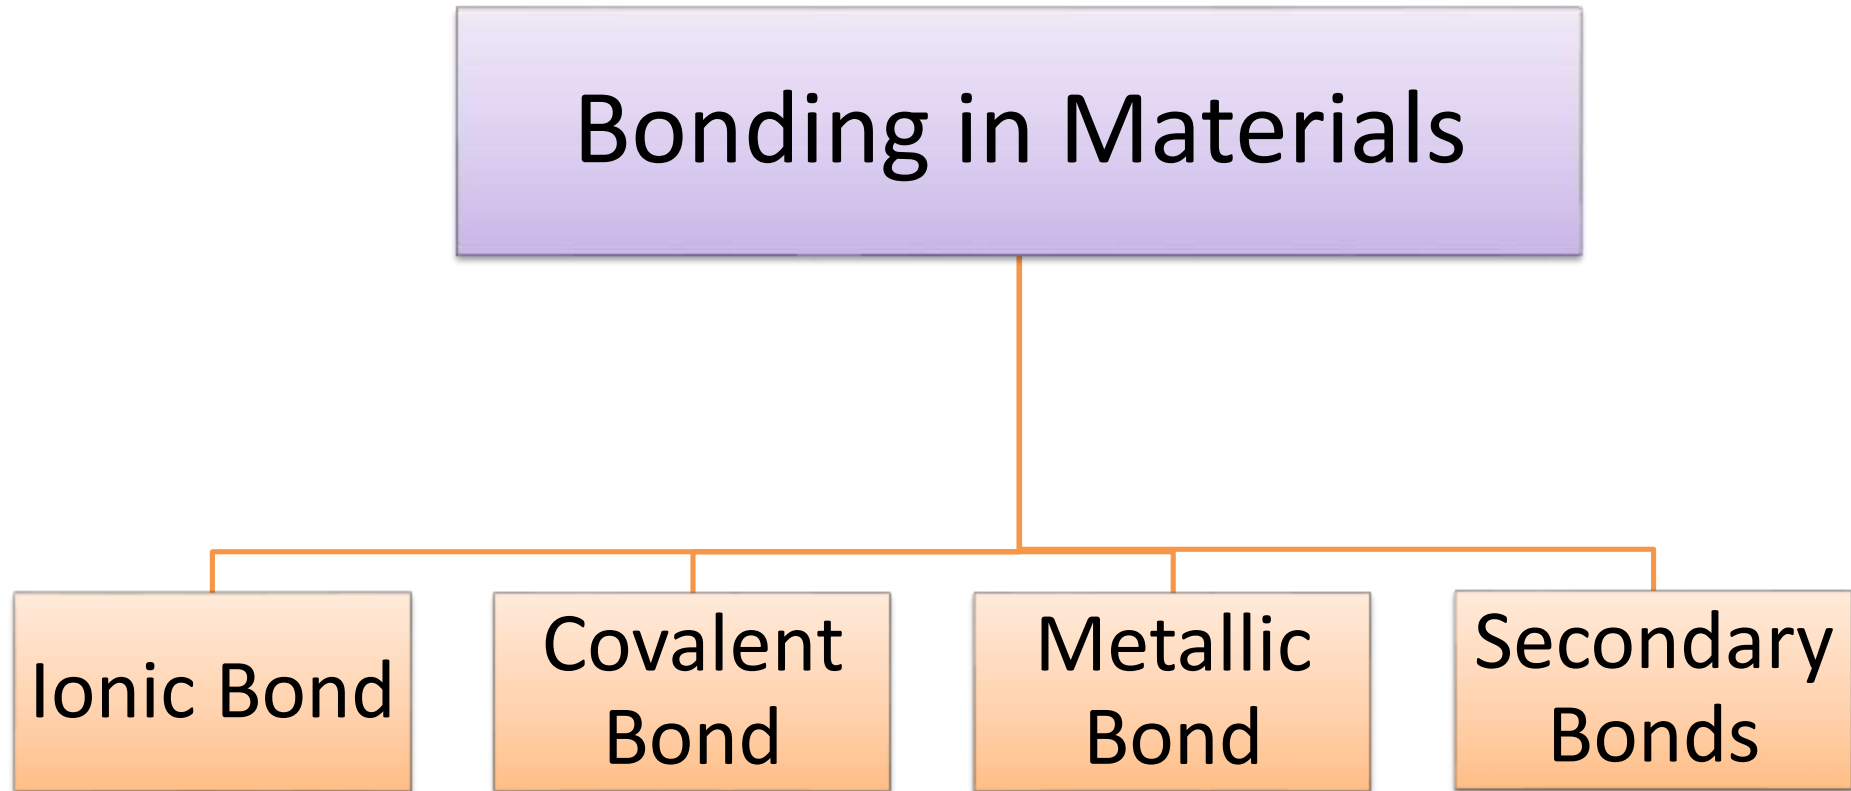 Bonding in Materials
Ionic Bond
Covalent
Bond
Metallic
Bond
Secondary
Bonds